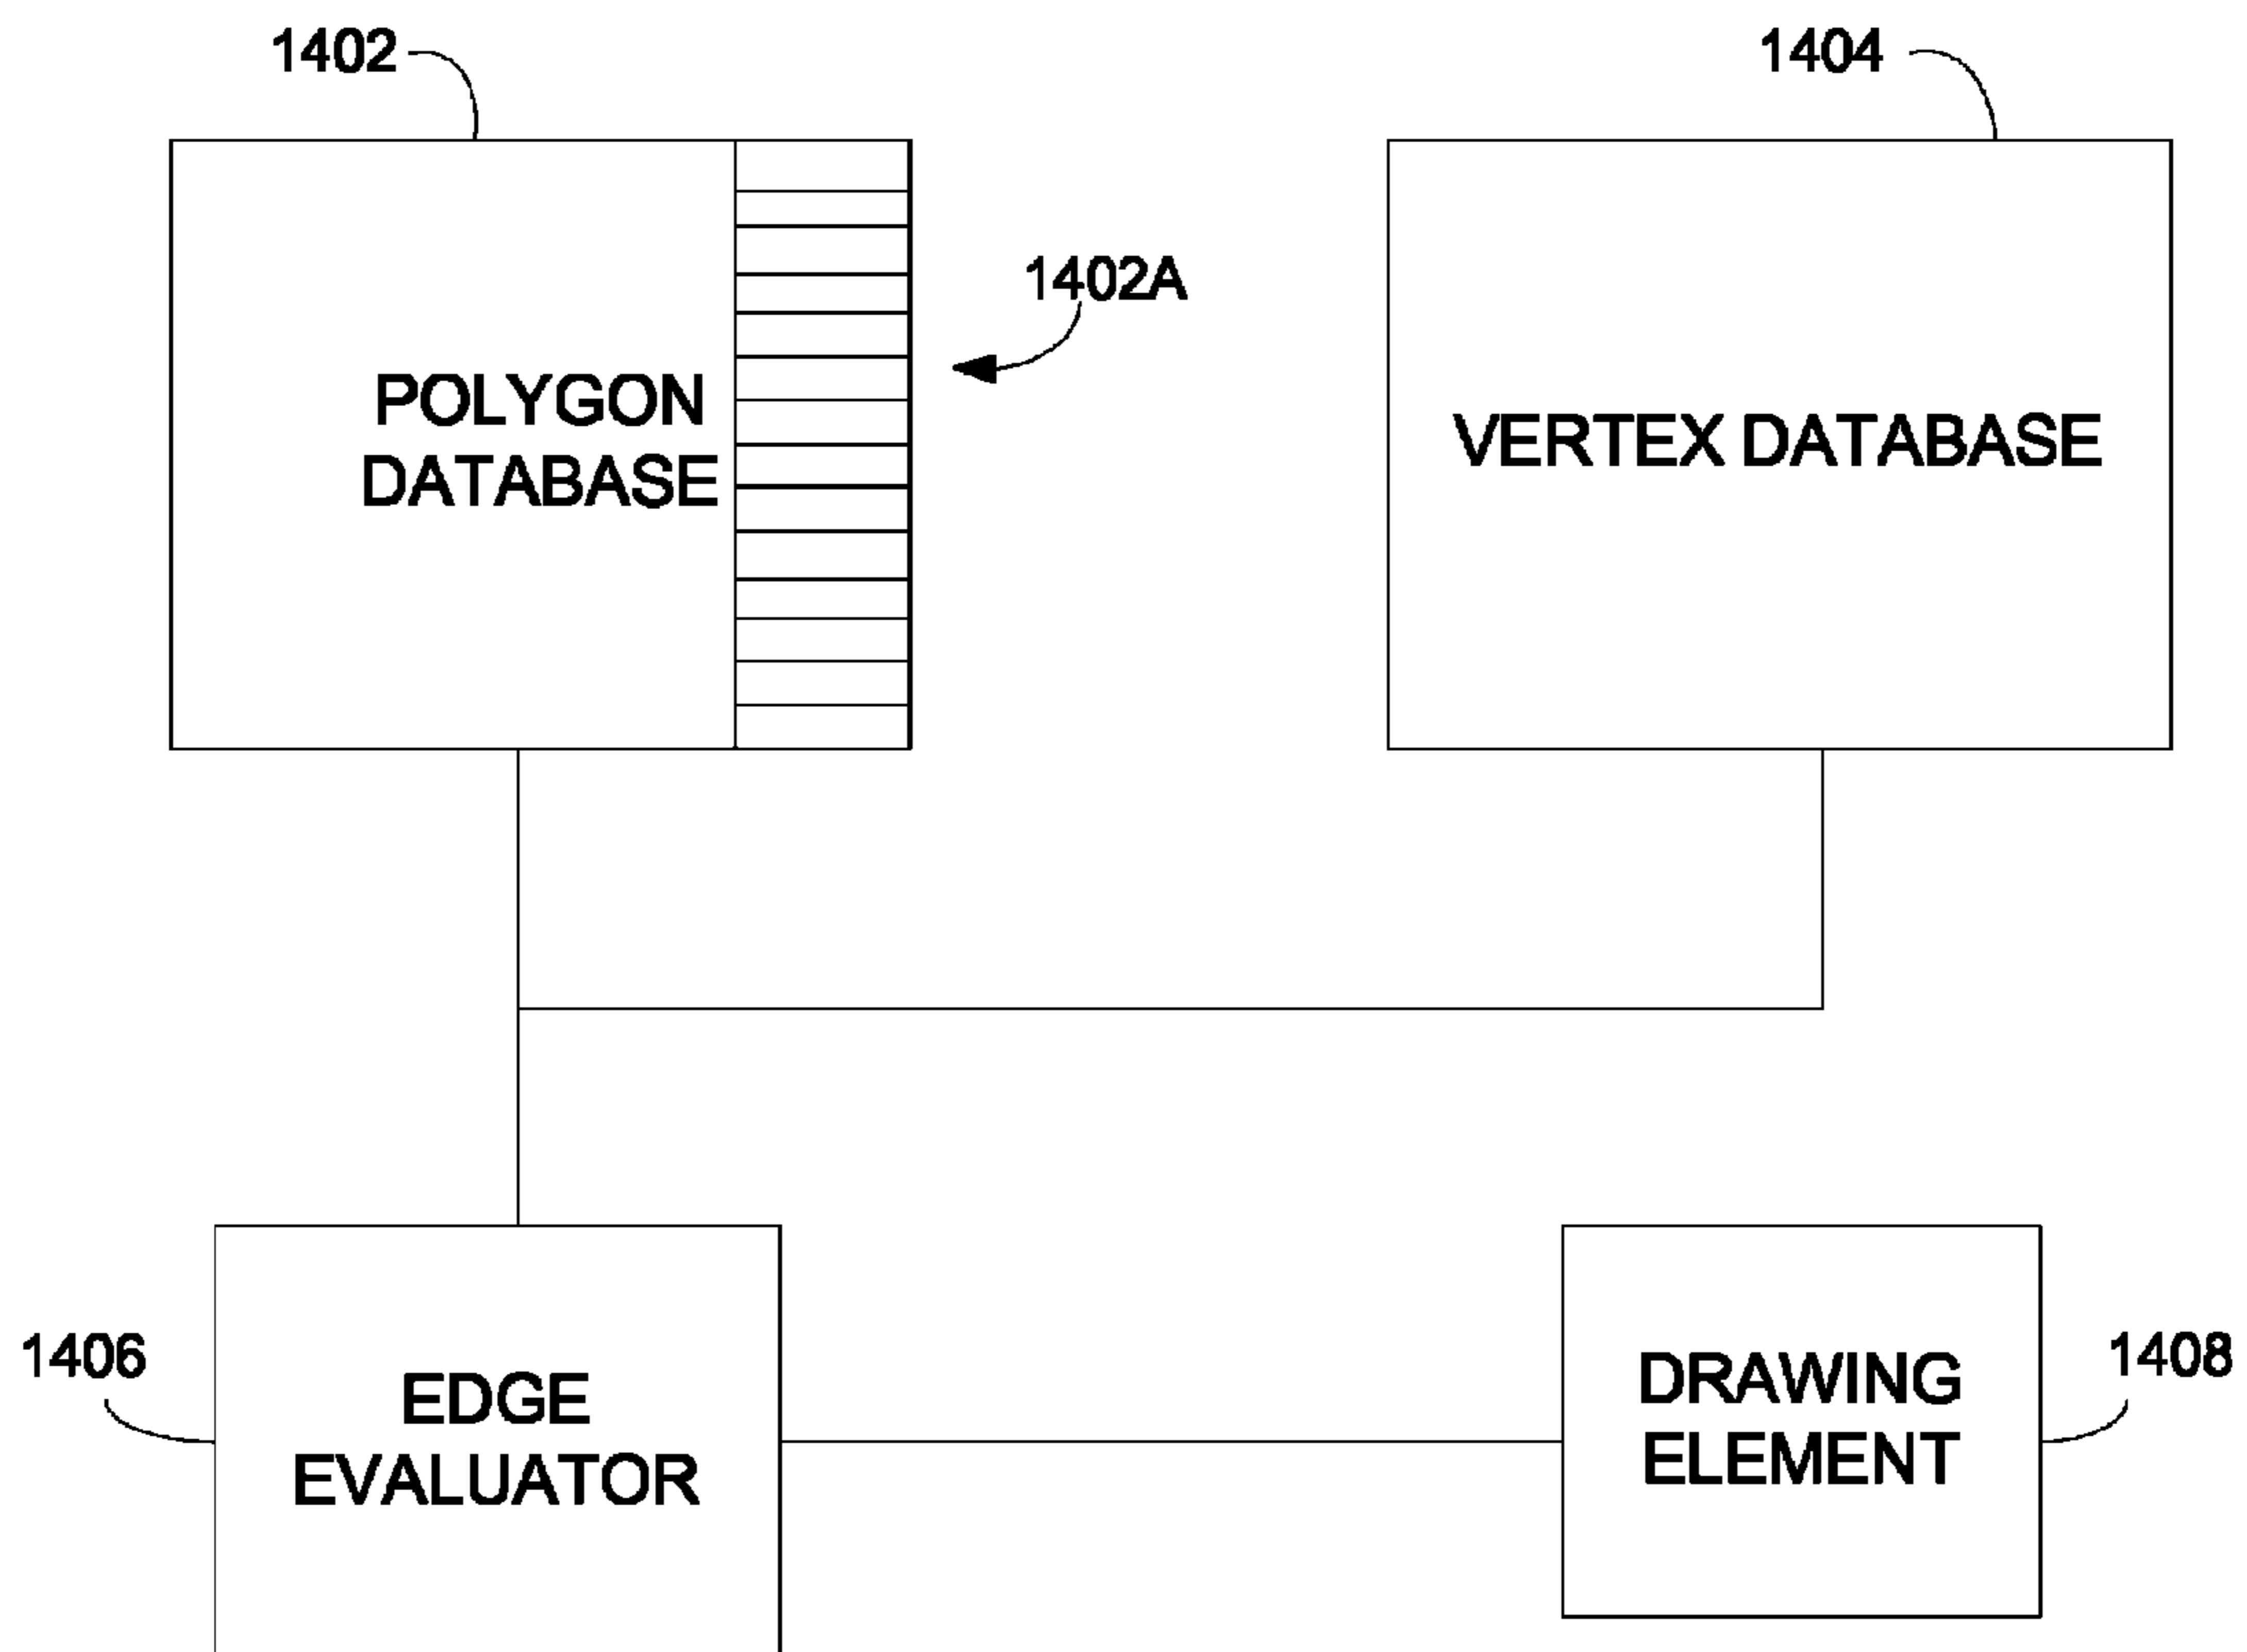 1402
1404
1402A
POLYGON
DATABASE
VERTEX DATABASE
1406
EDGE
EVALUATOR
DRAWING
ELEMENT
1408